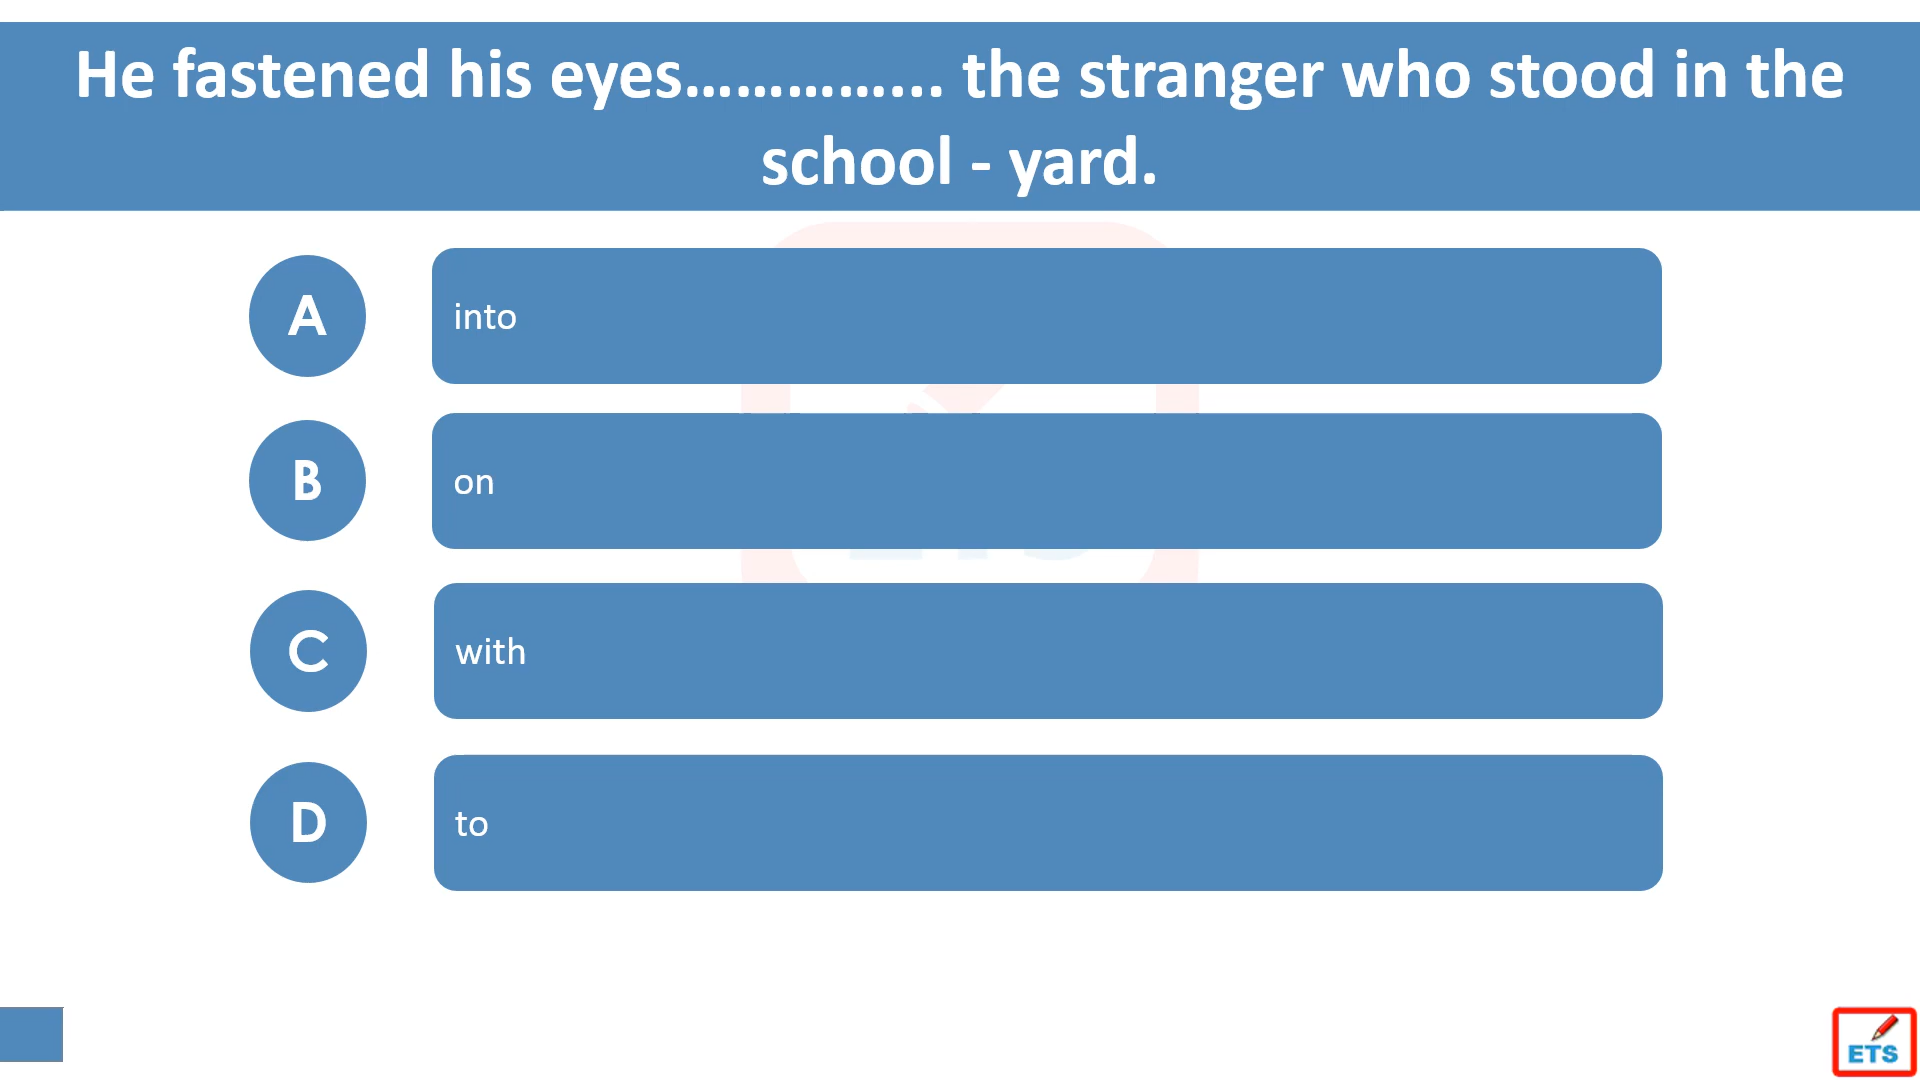 He fastened his eyes…………... the stranger who stood in the
school - yard.
A
into
B
on
C
with
D
to
ETS